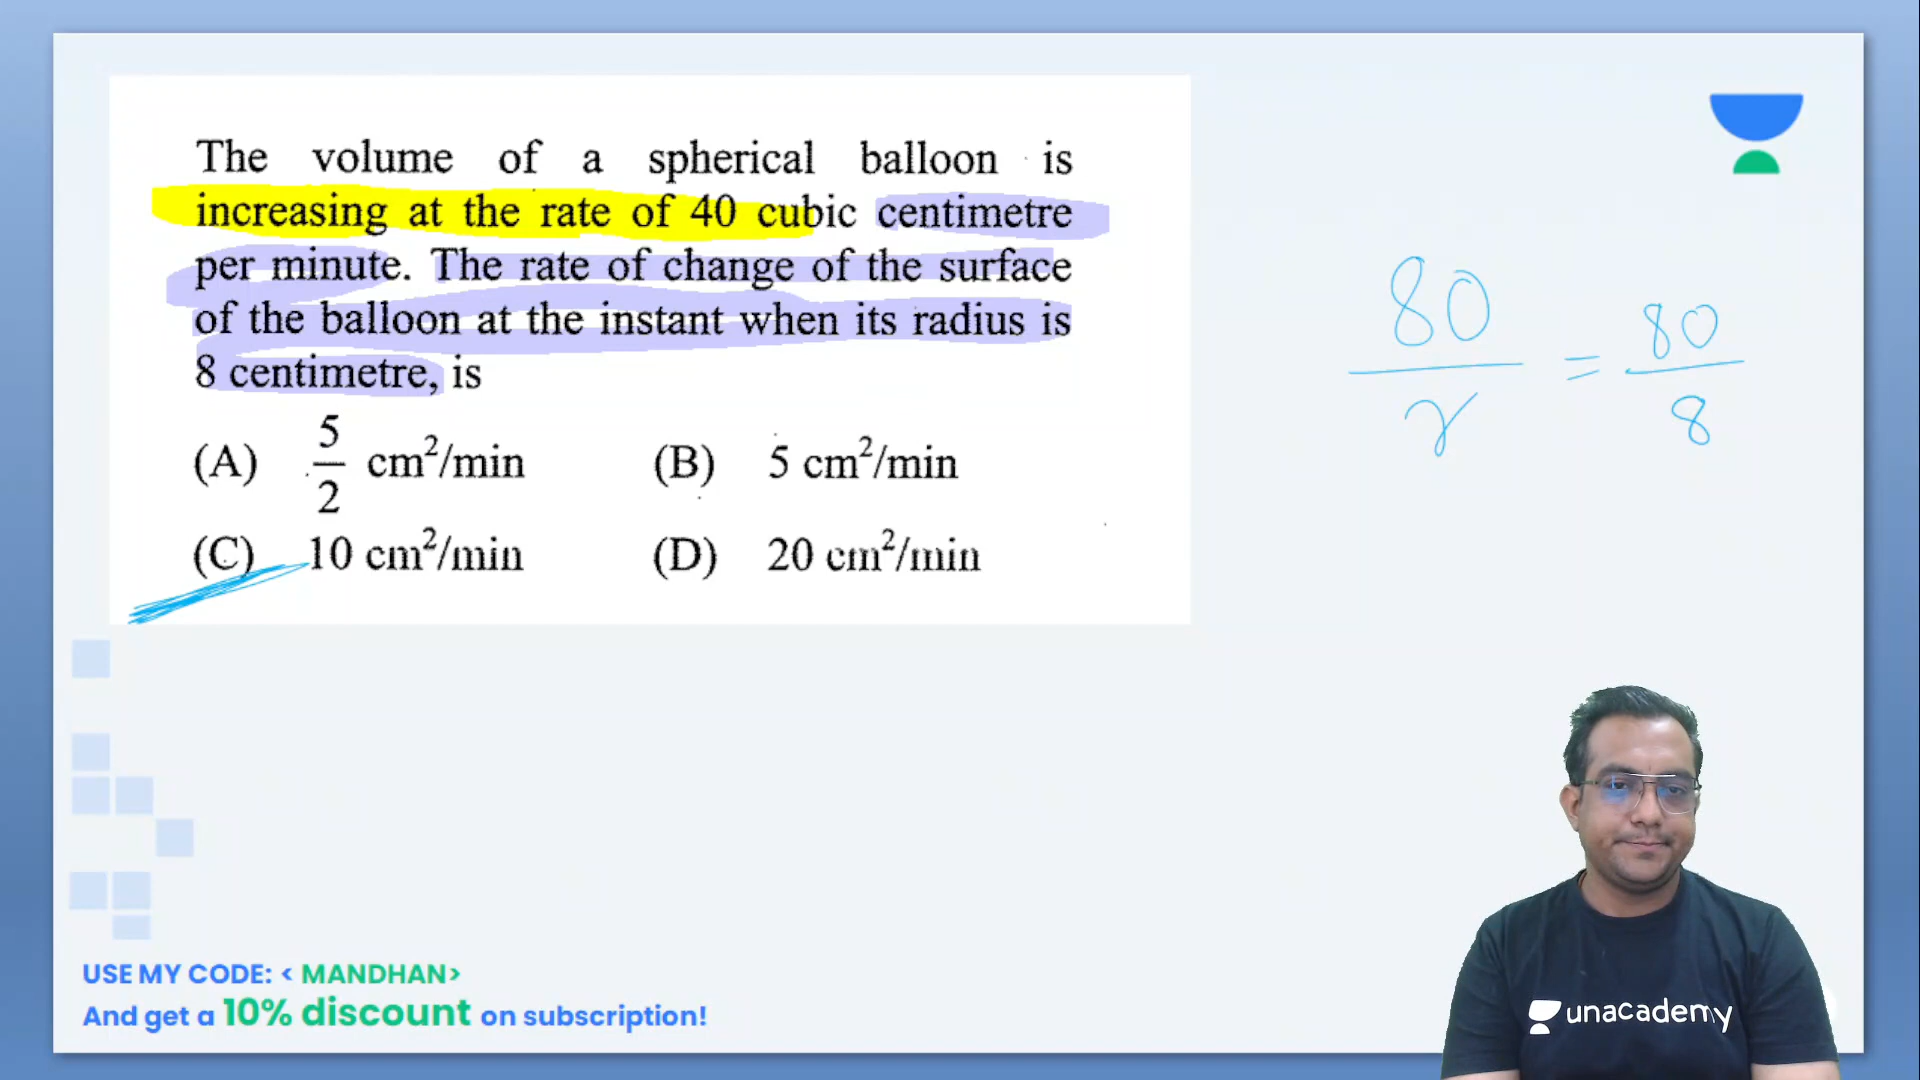 The volume of a spherical balloon is
increasing at the rate of 40 cubic centimetre
per minute. The rate of change of the surface
of the balloon at the instant when its radius is
8 centimetre, is
(A) 5/2 cm²/min (B) 5 cm²/min
(C) 10 cm²/min (D) 20 cm²/min
80/r = 80/8
USE MY CODE: < MANDHAN>
And get a 10% discount on subscription!
unacademy